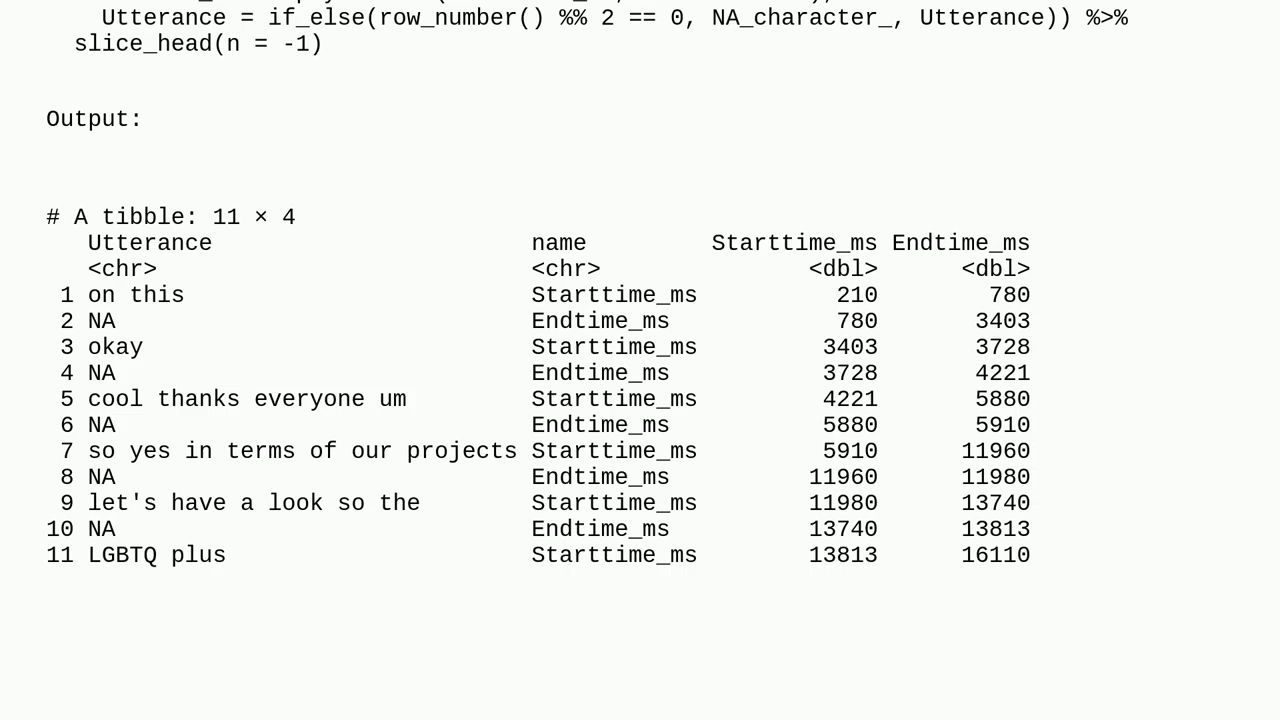 Utterance = if_else(row_number() %% 2 == 0, NA_character_, Utterance)) %>%
slice_head(n = -1)
Output:
# A tibble: 11 × 4
Utterance name Starttime_ms Endtime_ms
<chr> <chr> <dbl> <dbl>
1 on this Starttime_ms 210 780
2 NA Endtime_ms 780 3403
3 okay Starttime_ms 3403 3728
4 NA Endtime_ms 3728 4221
5 cool thanks everyone um Starttime_ms 4221 5880
6 NA Endtime_ms 5880 5910
7 so yes in terms of our projects Starttime_ms 5910 11960
8 NA Endtime_ms 11960 11980
9 let's have a look so the Starttime_ms 11980 13740
10 NA Endtime_ms 13740 13813
11 LGBTQ plus Starttime_ms 13813 16110